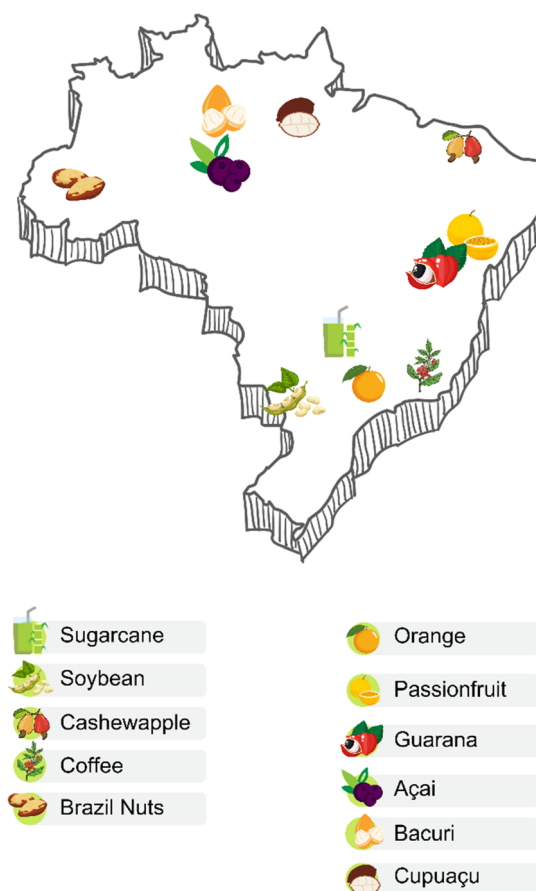 Sugarcane
Soybean
Cashewapple
Coffee
Brazil Nuts
Orange
Passionfruit
Guarana
Açai
Bacuri
Cupuaçu